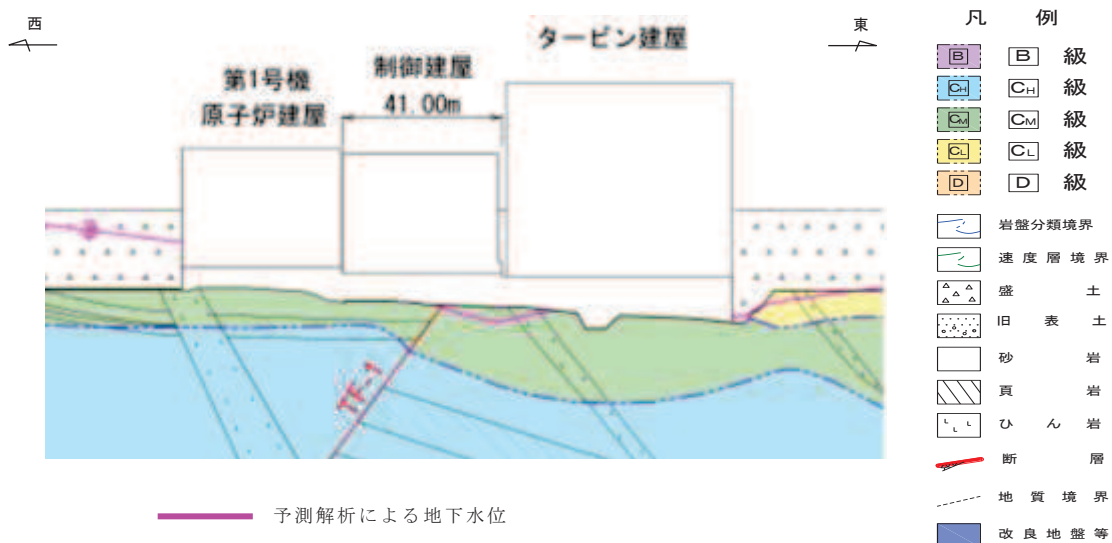 西
東
タービン建屋
制御建屋
41.00m
第1号機
原子炉建屋
TF-1
予測解析による地下水位
凡 例
B B 級
CH CH 級
CM CM 級
CL CL 級
D D 級
岩盤分類境界
速度層境界
盛 土
旧 表 土
砂 岩
頁 岩
ひ ん 岩
断 層
地 質 境 界
改 良 地 盤 等